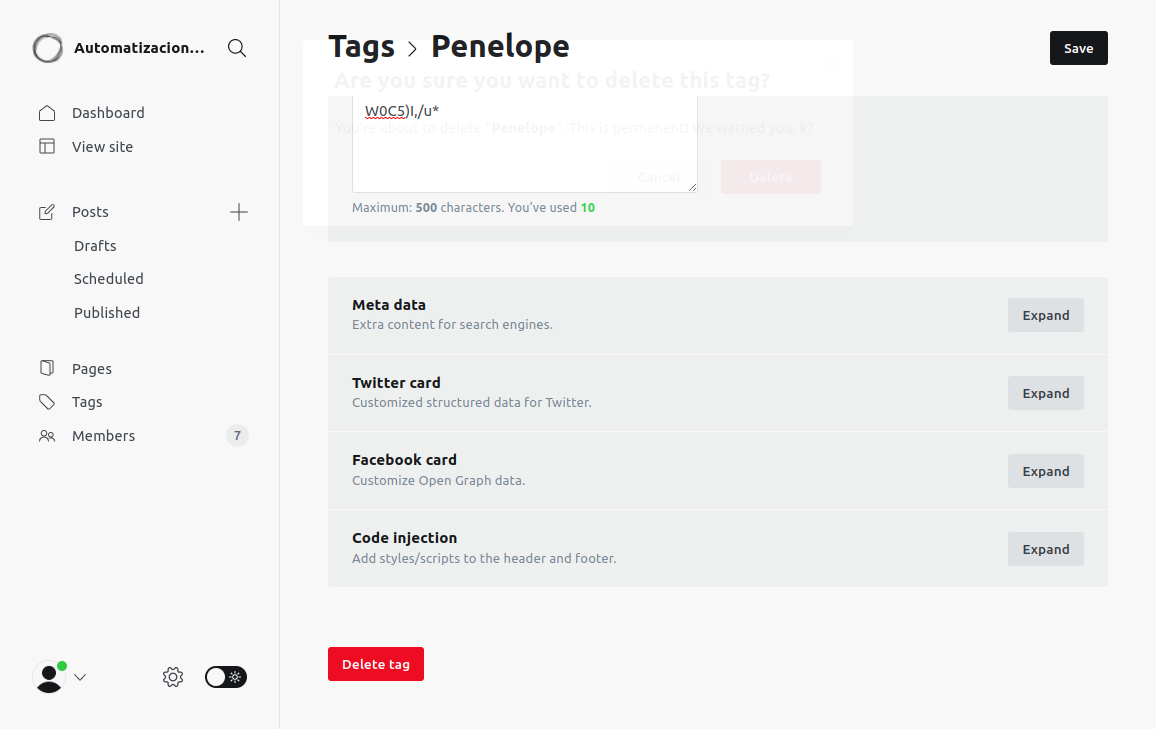 Automatizacion...
Dashboard
View site
Posts
Drafts
Scheduled
Published
Pages
Tags
Members 7
Tags > Penelope
Save
Are you sure you want to delete this tag?
W0C5)I,/u*
You're about to delete "Penelope". This is permanent! We warned you, k?
Cancel
Delete
Maximum: 500 characters. You've used 10
Meta data
Extra content for search engines.
Expand
Twitter card
Customized structured data for Twitter.
Expand
Facebook card
Customize Open Graph data.
Expand
Code injection
Add styles/scripts to the header and footer.
Expand
Delete tag